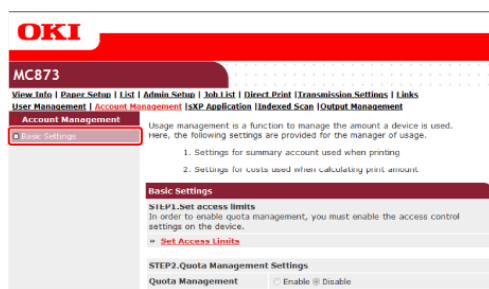 OKI
MC873
View Info | Paper Setup | List | Admin Setup | Job List | Direct Print |Transmission Settings | Links
User Management | Account Management |sXP Application |Indexed Scan |Output Management
Account Management
Basic Settings
Usage management is a function to manage the amount a device is used.
Here, the following settings are provided for the manager of usage.
1. Settings for summary account used when printing
2. Settings for costs used when calculating print amount
Basic Settings
STEP1.Set access limits
In order to enable quota management, you must enable the access control
settings on the device.
» Set Access Limits
STEP2.Quota Management Settings
Quota Management Enable Disable